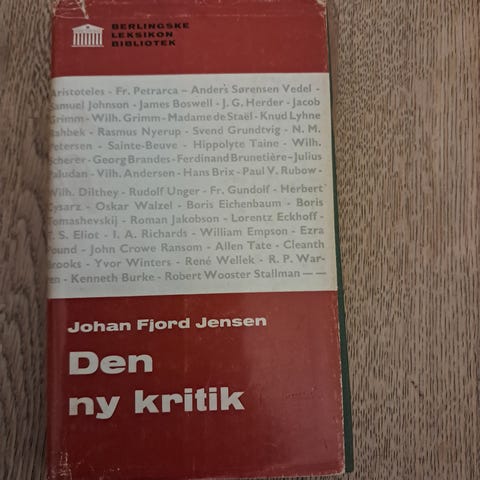 BERLINGSKE
LEKSIKON
BIBLIOTEK
Aristoteles - Fr. Petrarca - Anders Sørensen Vedel -
Samuel Johnson - James Boswell - J. G. Herder - Jacob
Grimm - Wilh. Grimm - Madame de Staël - Knud Lyhne
Rahbek - Rasmus Nyerup - Svend Grundtvig - N. M.
Petersen - Sainte-Beuve - Hippolyte Taine - Wilh.
Scherer - Georg Brandes - Ferdinand Brunetière - Julius
Paludan - Vilh. Andersen - Hans Brix - Paul V. Rubow -
Wilh. Dilthey - Rudolf Unger - Fr. Gundolf - Herbert
Cysarz - Oskar Walzel - Boris Eichenbaum - Boris
Tomashevskij - Roman Jakobson - Lorentz Eckhoff -
T. S. Eliot - I. A. Richards - William Empson - Ezra
Pound - John Crowe Ransom - Allen Tate - Cleanth
Brooks - Yvor Winters - René Wellek - R. P. War-
ren - Kenneth Burke - Robert Wooster Stallman — —
Johan Fjord Jensen
Den
ny kritik